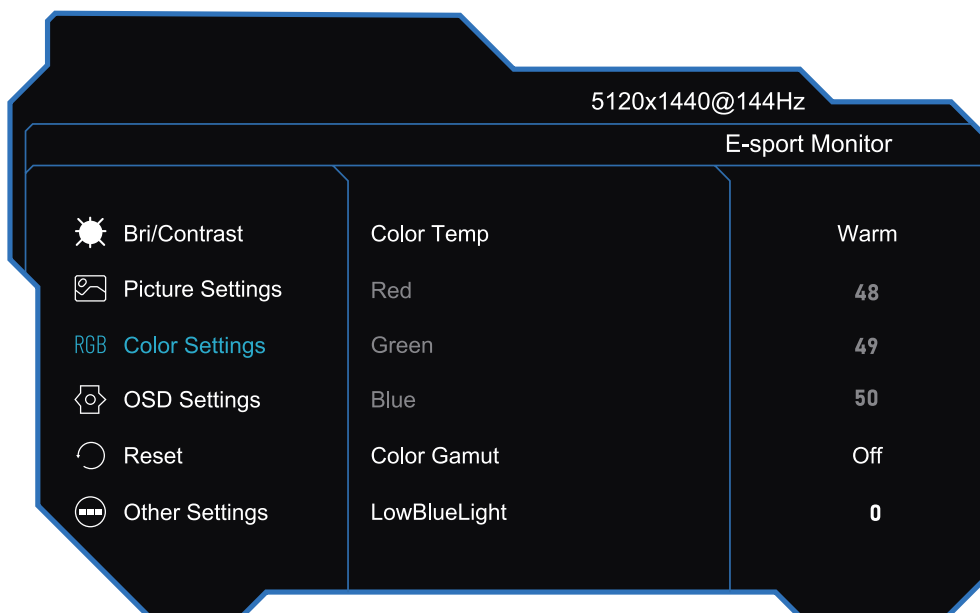 5120x1440@144Hz
E-sport Monitor
Bri/Contrast Color Temp Warm
Picture Settings Red 48
RGB Color Settings Green 49
OSD Settings Blue 50
Reset Color Gamut Off
Other Settings LowBlueLight 0